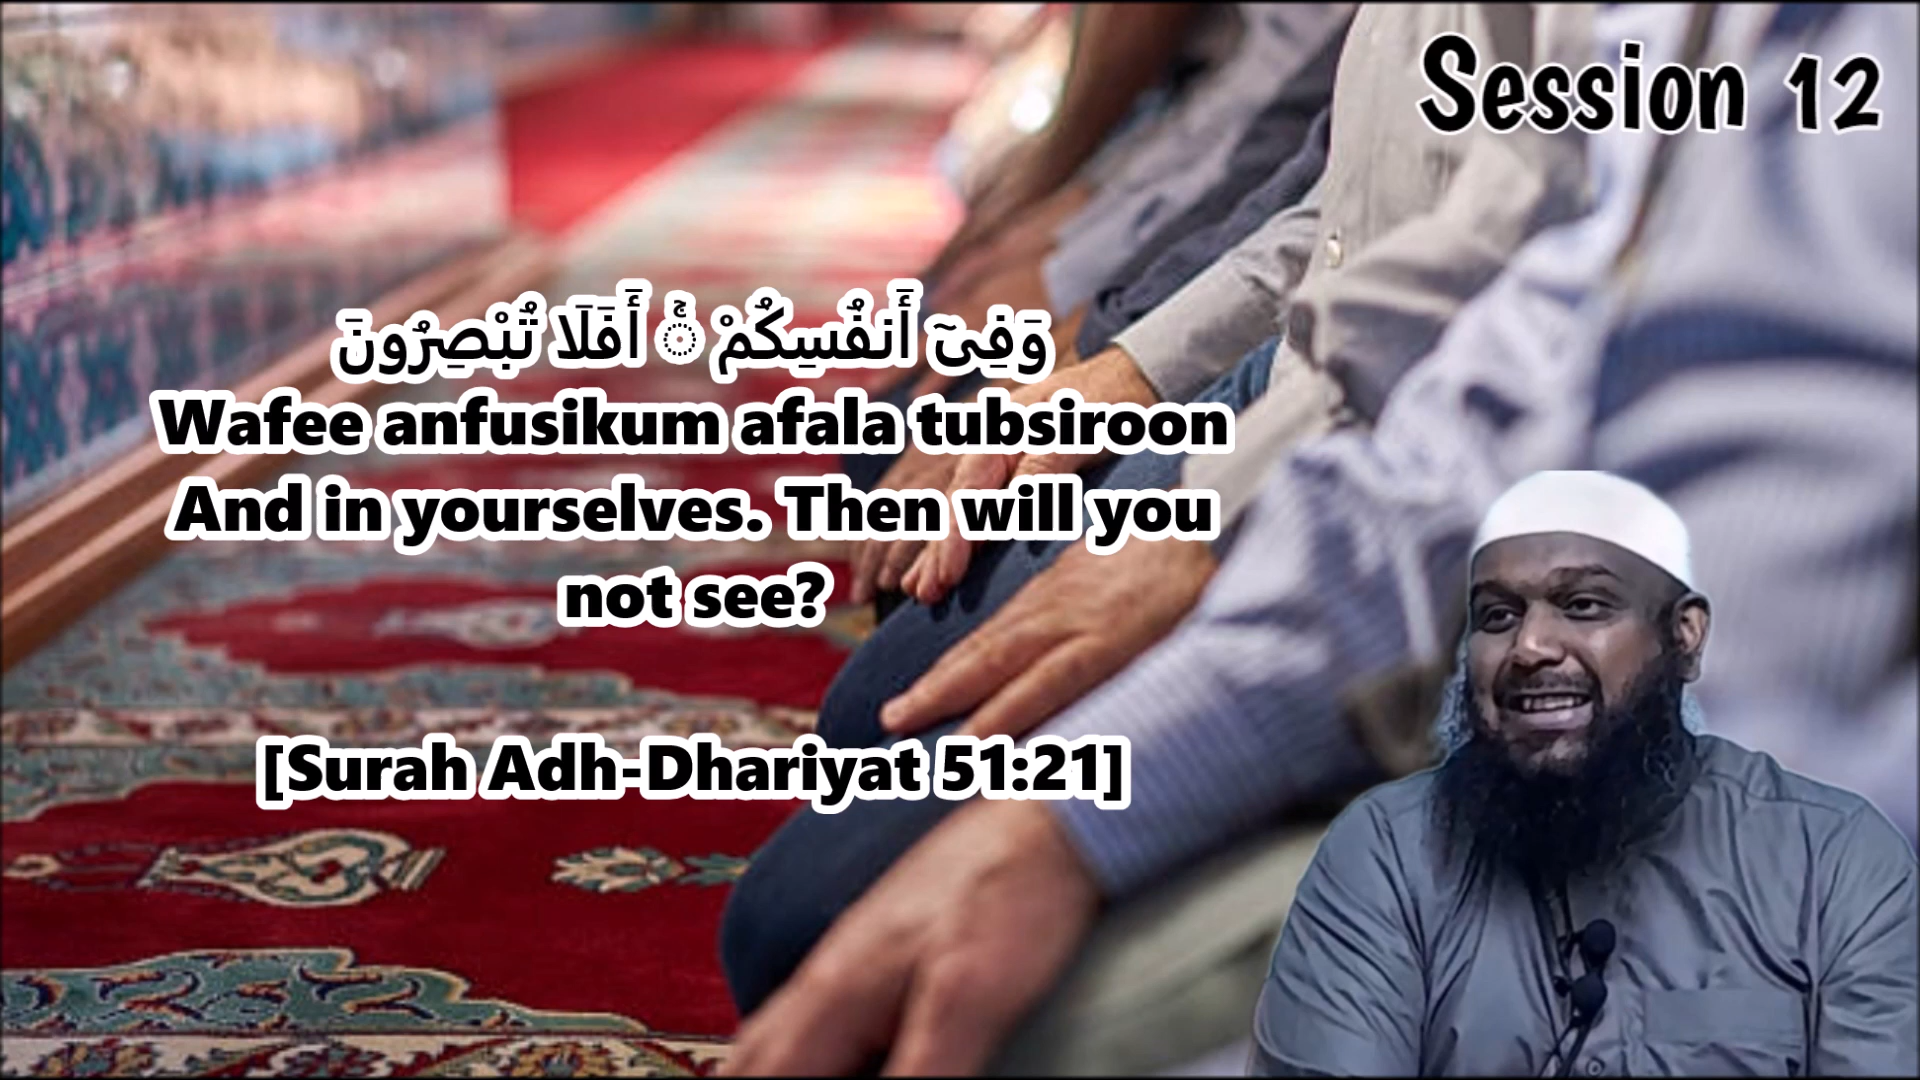 Session 12
وَفِىٓ أَنفُسِكُمْ ۚ أَفَلَا تُبْصِرُونَ
Wafee anfusikum afala tubsiroon
And in yourselves. Then will you
not see?
[Surah Adh-Dhariyat 51:21]